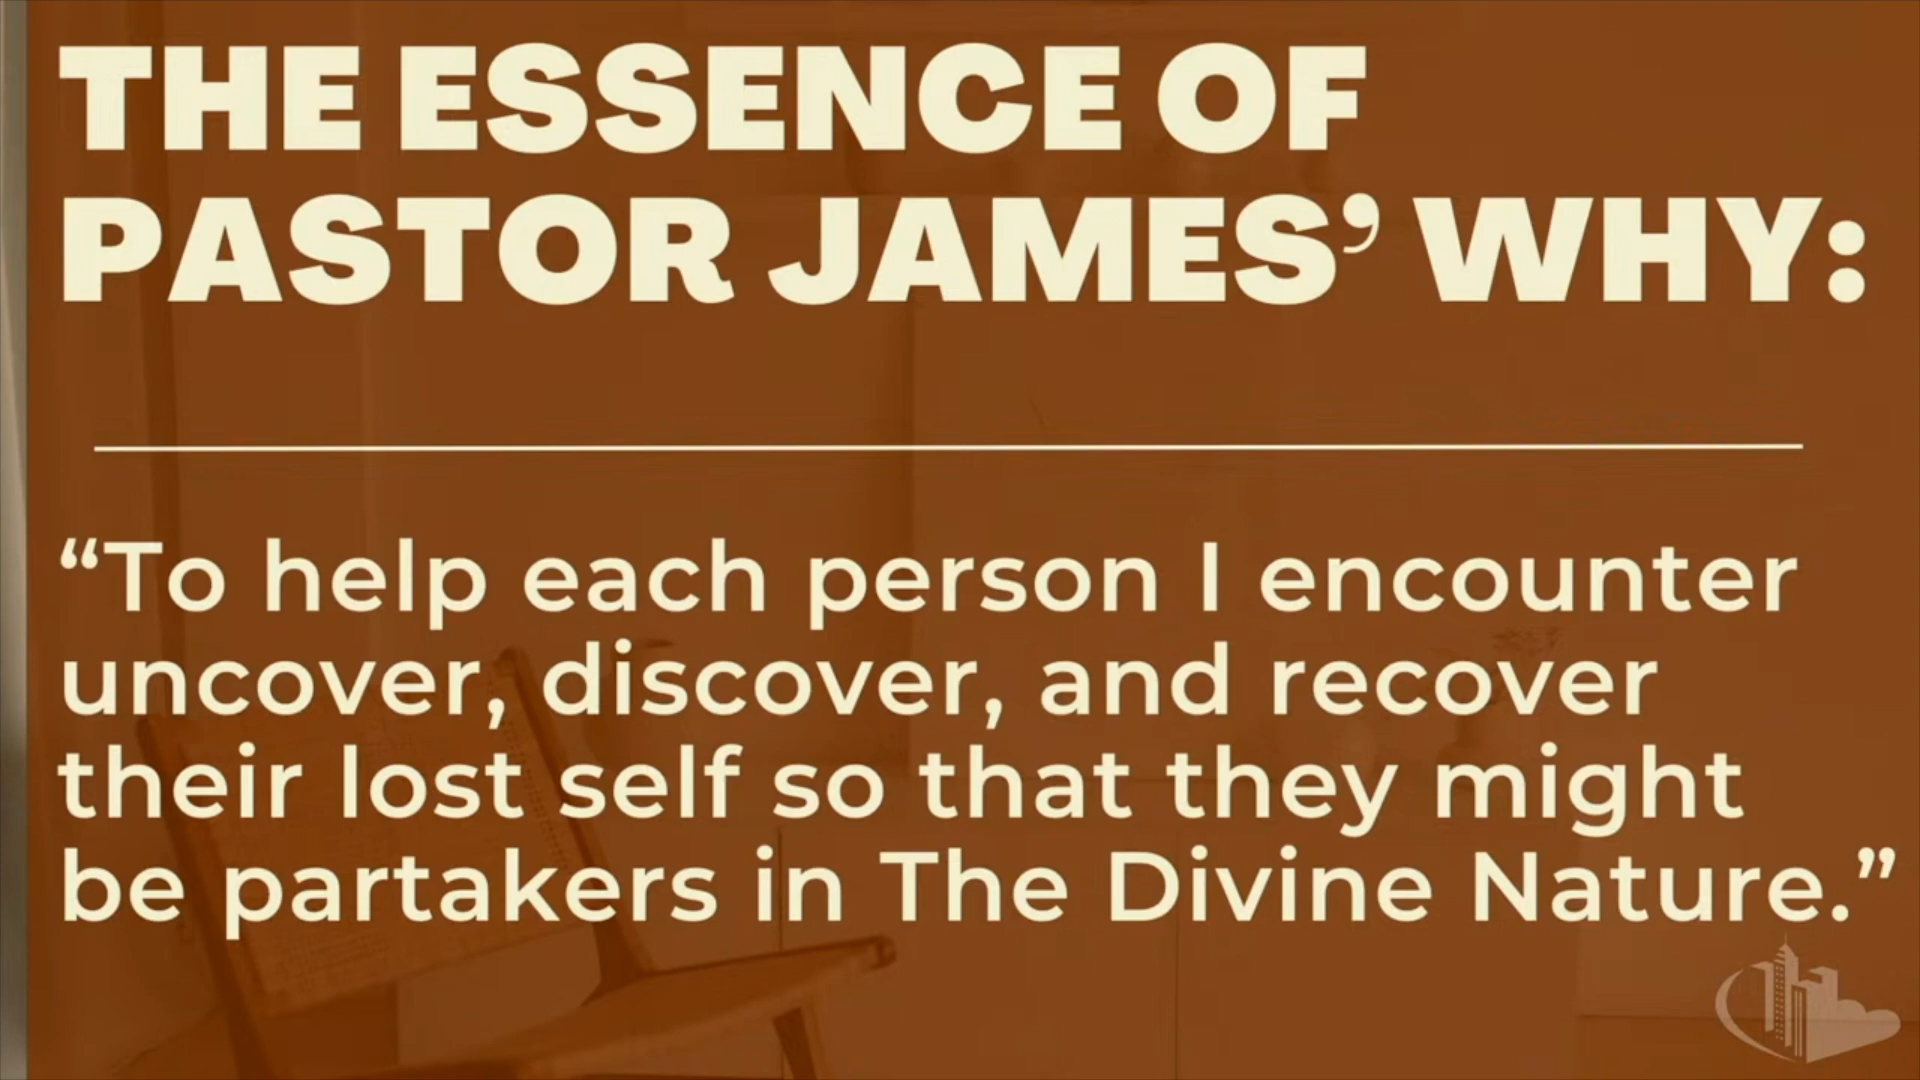 THE ESSENCE OF
PASTOR JAMES’ WHY:
“To help each person I encounter
uncover, discover, and recover
their lost self so that they might
be partakers in The Divine Nature.”